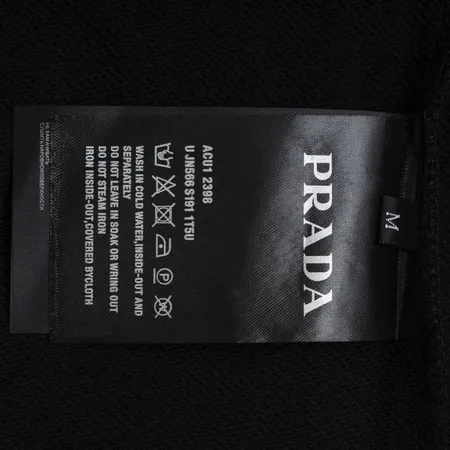 M
PRADA
ACU1 2398
UJN566 S191 1T5U
WASH IN COLD WATER,INSIDE-OUT AND
SEPARATELY
DO NOT LEAVE IN SOAK OR WRING OUT
DO NOT STEAM IRON
IRON INSIDE-OUT,COVERED BYCLOTH